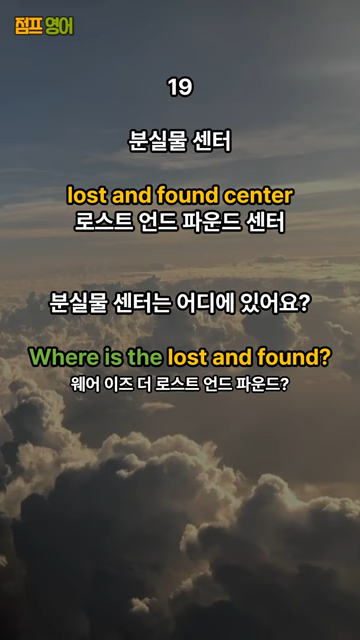 점프 영어
19
분실물 센터
lost and found center
로스트 언드 파운드 센터
분실물 센터는 어디에 있어요?
Where is the lost and found?
웨어 이즈 더 로스트 언드 파운드?